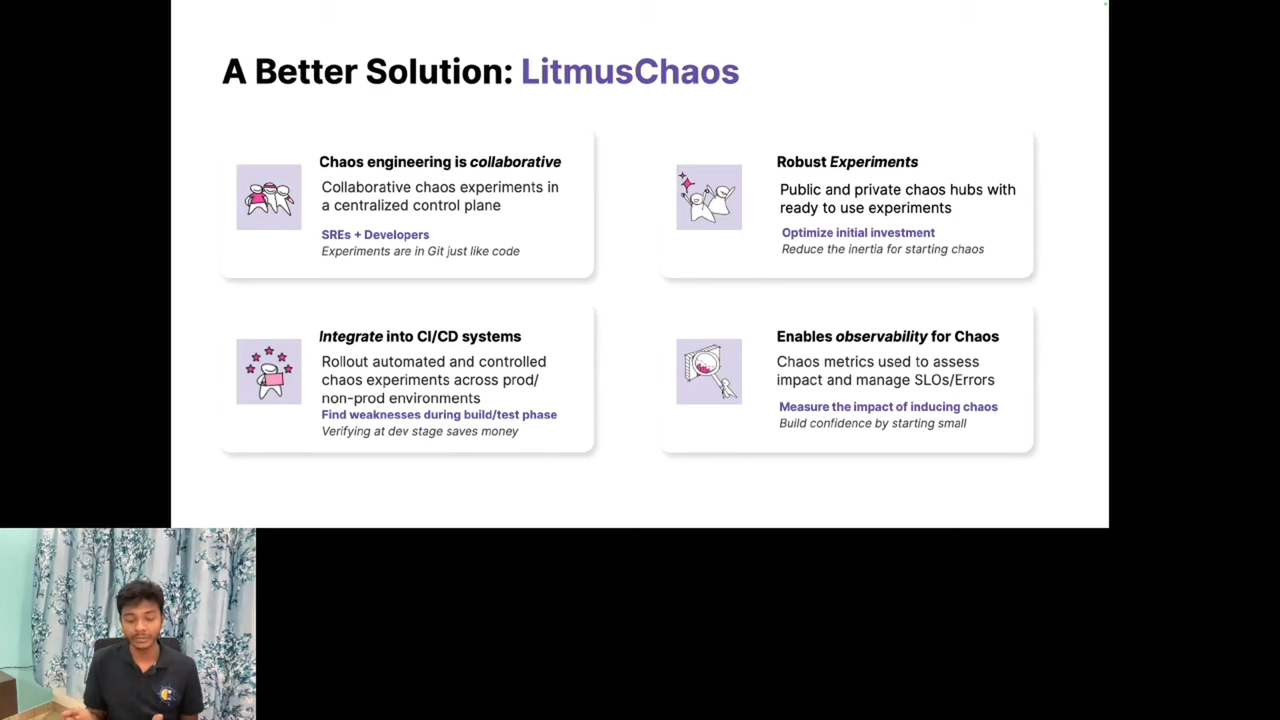 A Better Solution: LitmusChaos
Chaos engineering is collaborative
Collaborative chaos experiments in
a centralized control plane
SREs + Developers
Experiments are in Git just like code
Robust Experiments
Public and private chaos hubs with
ready to use experiments
Optimize initial investment
Reduce the inertia for starting chaos
Integrate into CI/CD systems
Rollout automated and controlled
chaos experiments across prod/
non-prod environments
Find weaknesses during build/test phase
Verifying at dev stage saves money
Enables observability for Chaos
Chaos metrics used to assess
impact and manage SLOs/Errors
Measure the impact of inducing chaos
Build confidence by starting small